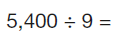 5,400 ÷ 9 =